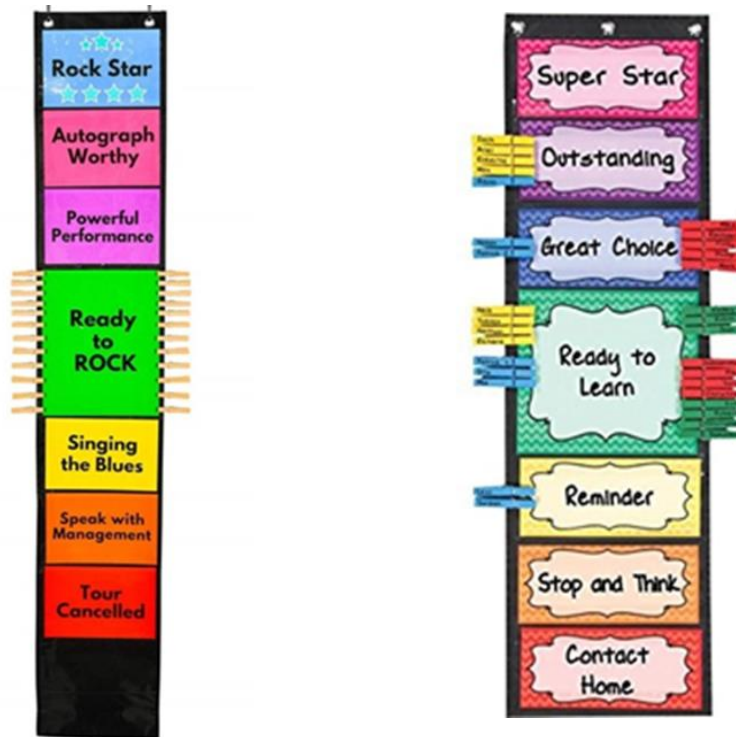 Rock Star
Autograph
Worthy
Powerful
Performance
Ready
to
ROCK
Singing
the Blues
Speak with
Management
Tour
Cancelled
Super Star
Outstanding
Great Choice
Ready to
Learn
Reminder
Stop and Think
Contact
Home